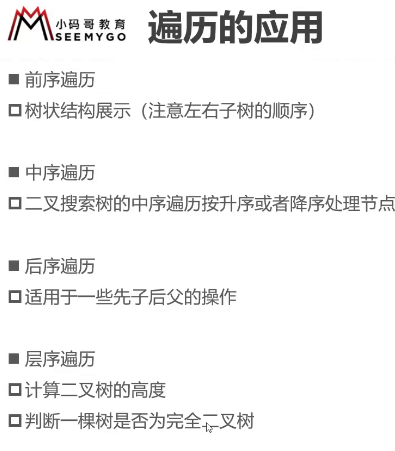 小码哥教育
SEEMYGO
遍历的应用
前序遍历
树状结构展示（注意左右子树的顺序）
中序遍历
二叉搜索树的中序遍历按升序或者降序处理节点
后序遍历
适用于一些先子后父的操作
层序遍历
计算二叉树的高度
判断一棵树是否为完全二叉树